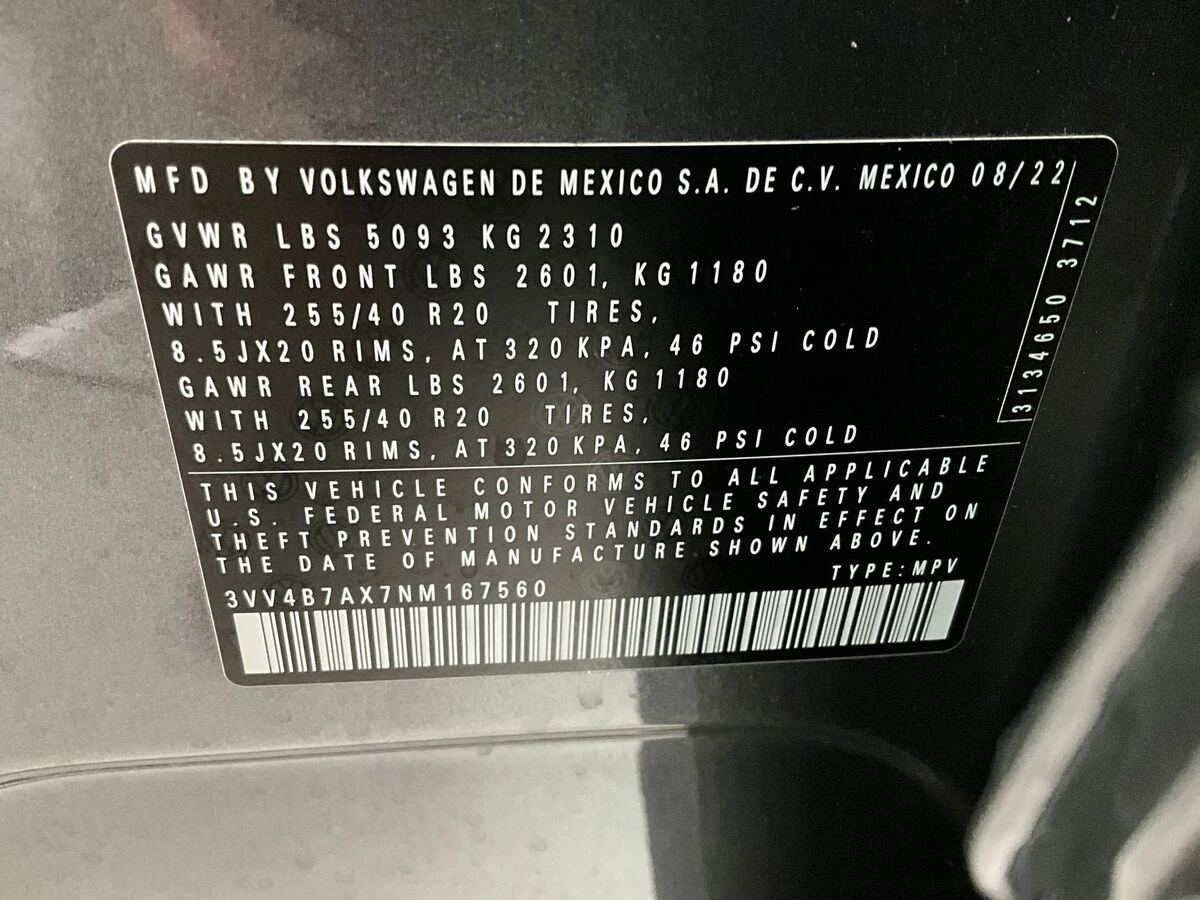 MFD BY VOLKSWAGEN DE MEXICO S.A. DE C.V. MEXICO 08/22
GVWR LBS 5093 KG 2310
GAWR FRONT LBS 2601, KG 1180
WITH 255/40 R20 TIRES,
8.5JX20 RIMS, AT 320 KPA, 46 PSI COLD
GAWR REAR LBS 2601, KG 1180
WITH 255/40 R20 TIRES,
8.5JX20 RIMS, AT 320 KPA, 46 PSI COLD
3134650 3712
THIS VEHICLE CONFORMS TO ALL APPLICABLE
U.S. FEDERAL MOTOR VEHICLE SAFETY AND
THEFT PREVENTION STANDARDS IN EFFECT ON
THE DATE OF MANUFACTURE SHOWN ABOVE.
TYPE: MPV
3VV4B7AX7NM167560